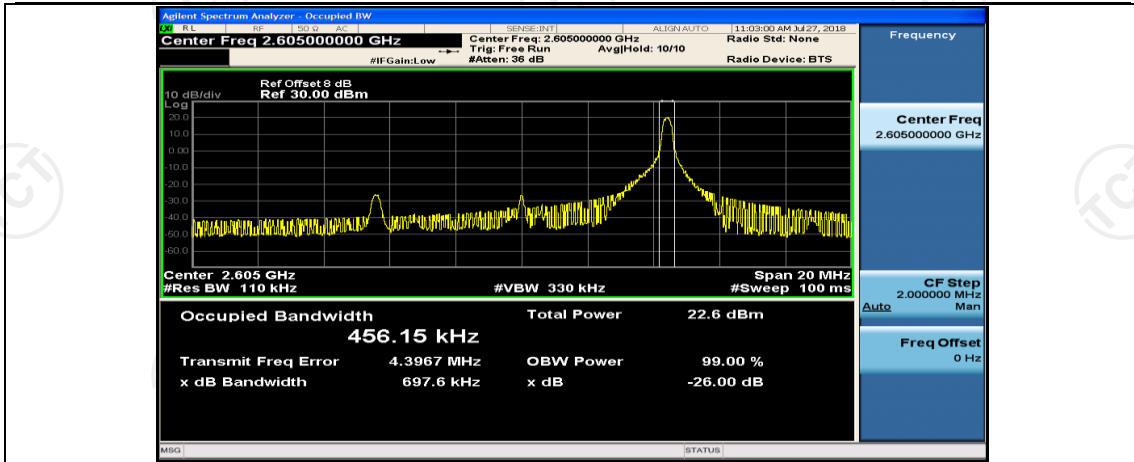 Agilent Spectrum Analyzer - Occupied BW
LXI RL RF 50 Ω AC SENSE:INT ALIGN AUTO 11:03:00 AM Jul 27, 2018
Center Freq 2.605000000 GHz
Center Freq: 2.605000000 GHz
Radio Std: None
Trig: Free Run Avg|Hold: 10/10
#IFGain:Low #Atten: 36 dB
Radio Device: BTS
Ref Offset 8 dB
10 dB/div Ref 30.00 dBm
Log
20.0
10.0
0.00
-10.0
-20.0
-30.0
-40.0
-50.0
-60.0
Center 2.605 GHz Span 20 MHz
#Res BW 110 kHz #VBW 330 kHz #Sweep 100 ms
Occupied Bandwidth Total Power 22.6 dBm
456.15 kHz
Transmit Freq Error 4.3967 MHz OBW Power 99.00 %
x dB Bandwidth 697.6 kHz x dB -26.00 dB
MSG STATUS
Frequency
Center Freq
2.605000000 GHz
CF Step
2.000000 MHz
Auto Man
Freq Offset
0 Hz
TCT
TCT